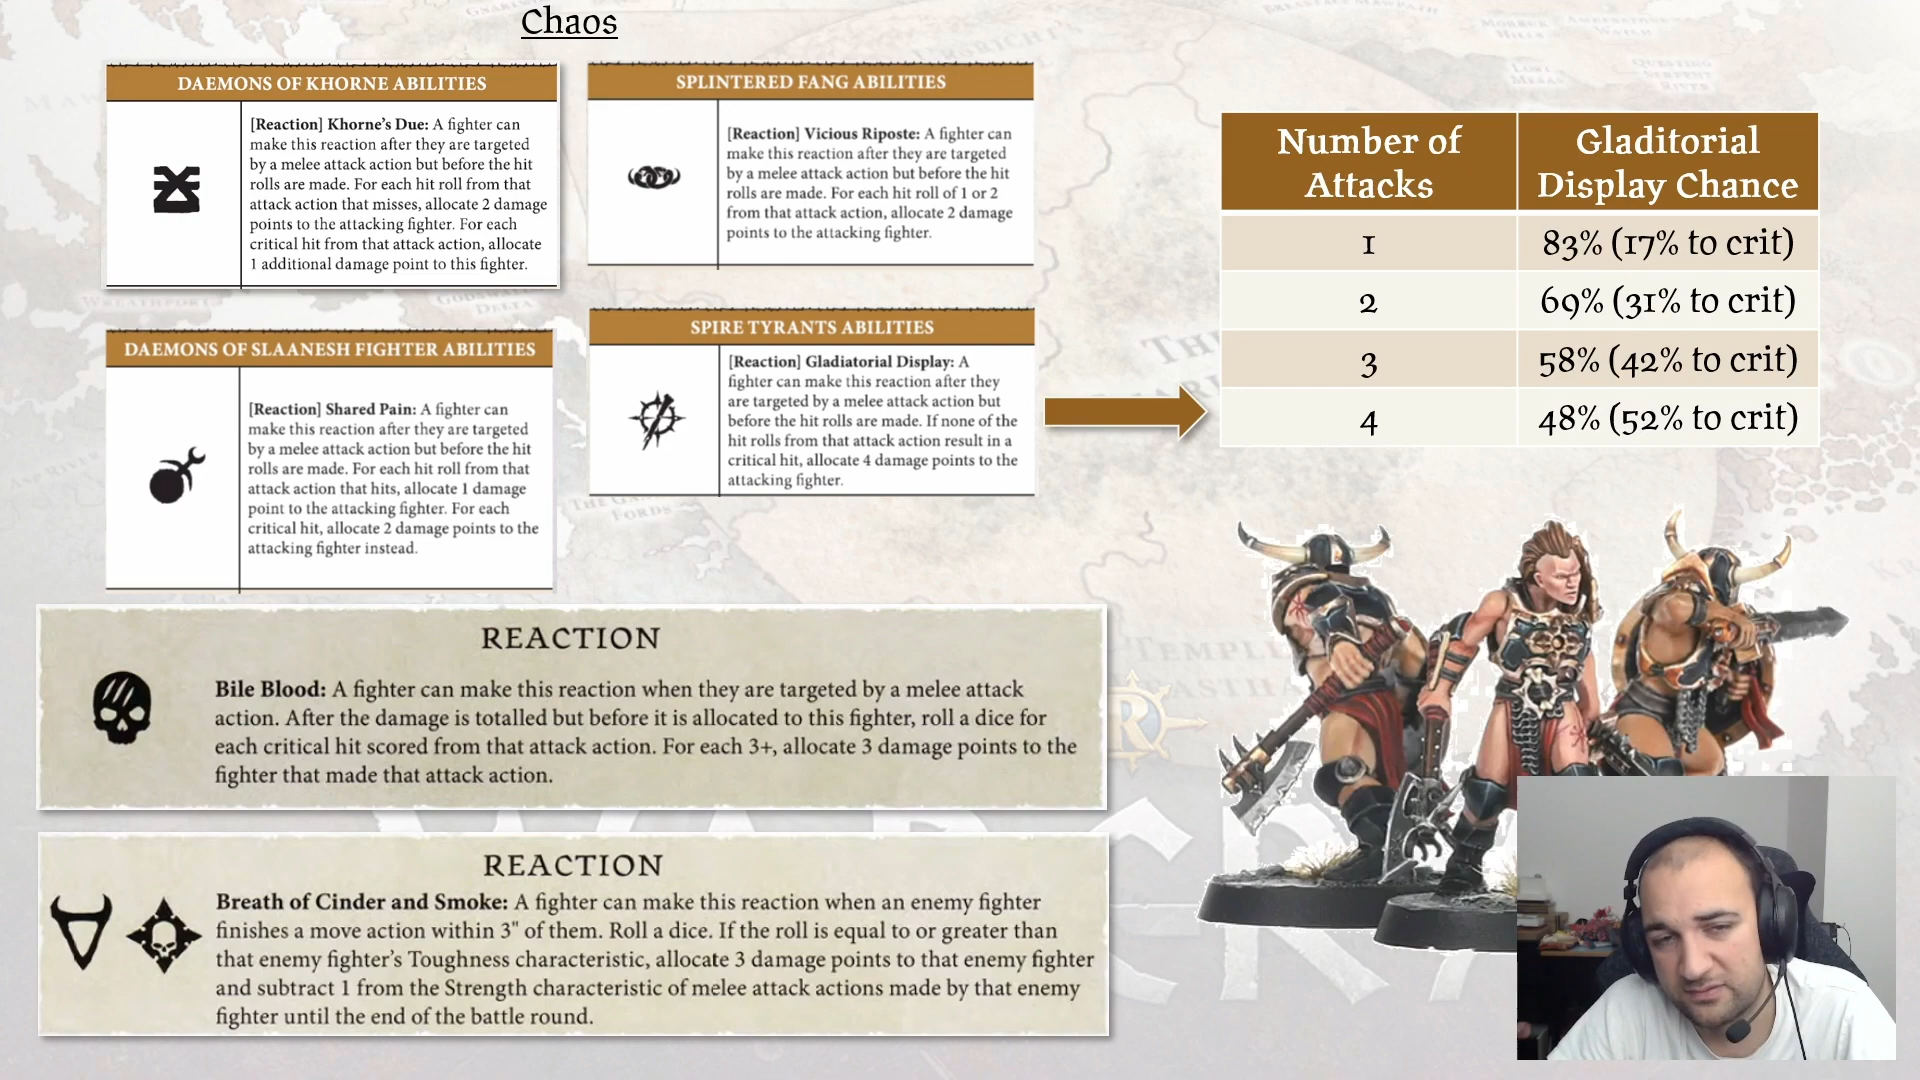 Chaos
DAEMONS OF KHORNE ABILITIES
[Reaction] Khorne's Due: A fighter can
make this reaction after they are targeted
by a melee attack action but before the hit
rolls are made. For each hit roll from that
attack action that misses, allocate 2 damage
points to the attacking fighter. For each
critical hit from that attack action, allocate
1 additional damage point to this fighter.
SPLINTERED FANG ABILITIES
[Reaction] Vicious Riposte: A fighter can
make this reaction after they are targeted
by a melee attack action but before the hit
rolls are made. For each hit roll of 1 or 2
from that attack action, allocate 2 damage
points to the attacking fighter.
DAEMONS OF SLAANESH FIGHTER ABILITIES
[Reaction] Shared Pain: A fighter can
make this reaction after they are targeted
by a melee attack action but before the hit
rolls are made. For each hit roll from that
attack action that hits, allocate 1 damage
point to the attacking fighter. For each
critical hit, allocate 2 damage points to the
attacking fighter instead.
SPIRE TYRANTS ABILITIES
[Reaction] Gladiatorial Display: A
fighter can make this reaction after they
are targeted by a melee attack action but
before the hit rolls are made. If none of the
hit rolls from that attack action result in a
critical hit, allocate 4 damage points to the
attacking fighter.
Number of
Attacks
Gladitorial
Display Chance
1
83% (17% to crit)
2
69% (31% to crit)
3
58% (42% to crit)
4
48% (52% to crit)
REACTION
Bile Blood: A fighter can make this reaction when they are targeted by a melee attack
action. After the damage is totalled but before it is allocated to this fighter, roll a dice for
each critical hit scored from that attack action. For each 3+, allocate 3 damage points to the
fighter that made that attack action.
REACTION
Breath of Cinder and Smoke: A fighter can make this reaction when an enemy fighter
finishes a move action within 3" of them. Roll a dice. If the roll is equal to or greater than
that enemy fighter's Toughness characteristic, allocate 3 damage points to that enemy fighter
and subtract 1 from the Strength characteristic of melee attack actions made by that enemy
fighter until the end of the battle round.